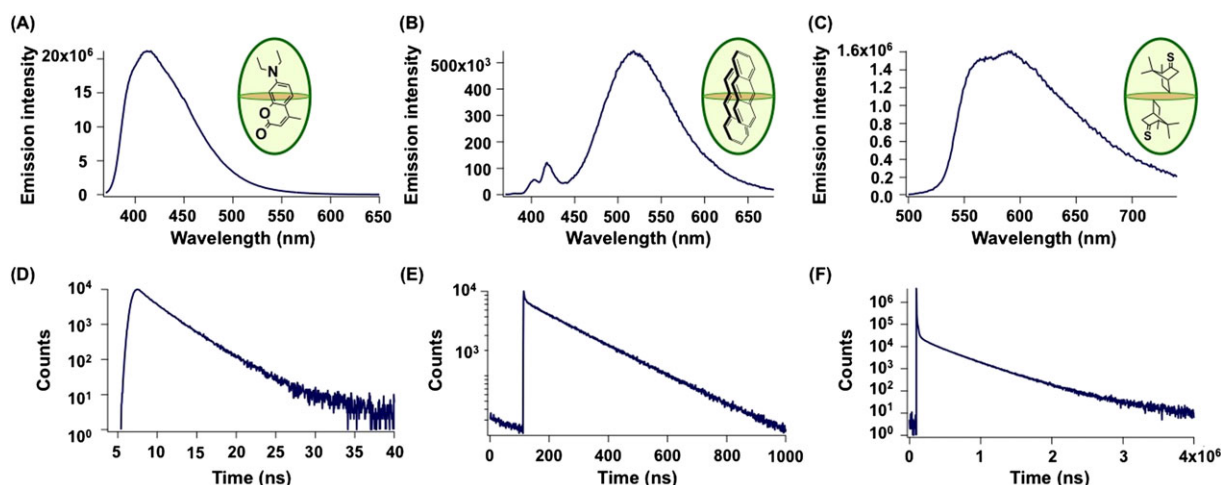 (A)
20x10⁶
15
10
5
0
Emission intensity
400 450 500 550 600 650
Wavelength (nm)
N
O
O
(B)
500x10³
400
300
200
100
0
Emission intensity
400 450 500 550 600 650
Wavelength (nm)
(C)
1.6x10⁶
1.4
1.2
1.0
0.8
0.6
0.4
0.2
0.0
Emission intensity
500 550 600 650 700
Wavelength (nm)
S
S
(D)
10⁴
10³
10²
10¹
10⁰
Counts
5 10 15 20 25 30 35 40
Time (ns)
(E)
10⁴
10³
Counts
0 200 400 600 800 1000
Time (ns)
(F)
10⁶
10⁵
10⁴
10³
10²
10¹
10⁰
Counts
0 1 2 3 4x10⁶
Time (ns)